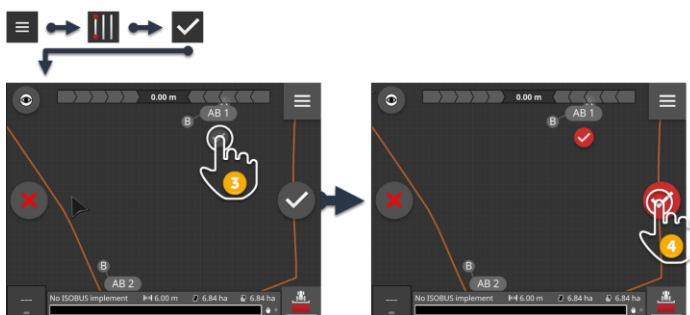 0.00 m
AB 1
B
3
B
AB 2
No ISOBUS implement 6.00 m 6.84 ha 6.84 ha
---
0.00 m
AB 1
B
4
B
AB 2
No ISOBUS implement 6.00 m 6.84 ha 6.84 ha
---